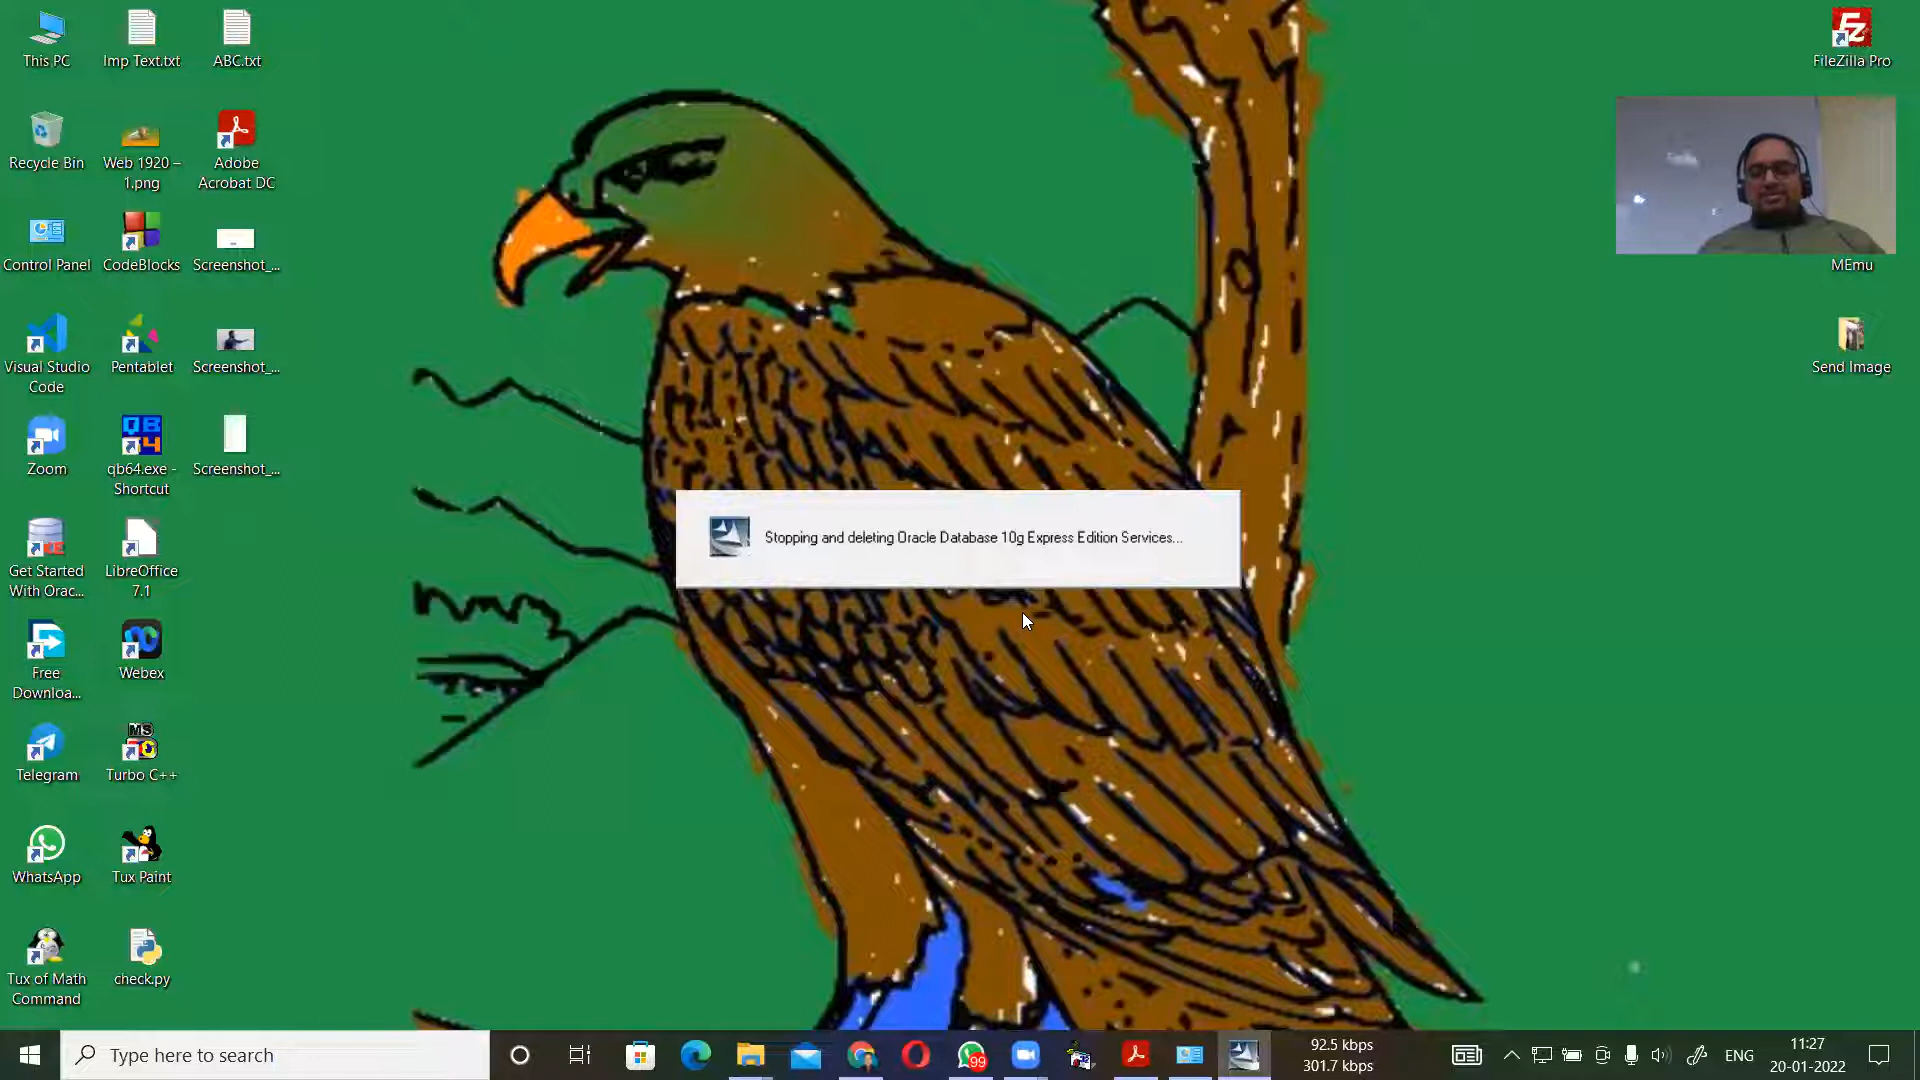 This PC
Imp Text.txt
ABC.txt
FileZilla Pro
Recycle Bin
Web 1920 –
1.png
Adobe
Acrobat DC
Control Panel
CodeBlocks
Screenshot_...
MEmu
Visual Studio
Code
Pentablet
Screenshot_...
Send Image
Zoom
QB
64
qb64.exe -
Shortcut
Screenshot_...
Stopping and deleting Oracle Database 10g Express Edition Services...
Get Started
With Orac...
LibreOffice
7.1
Free
Downloa...
Webex
Telegram
MS
Turbo C++
WhatsApp
Tux Paint
Tux of Math
Command
check.py
Type here to search
99
92.5 kbps
301.7 kbps
ENG
11:27
20-01-2022